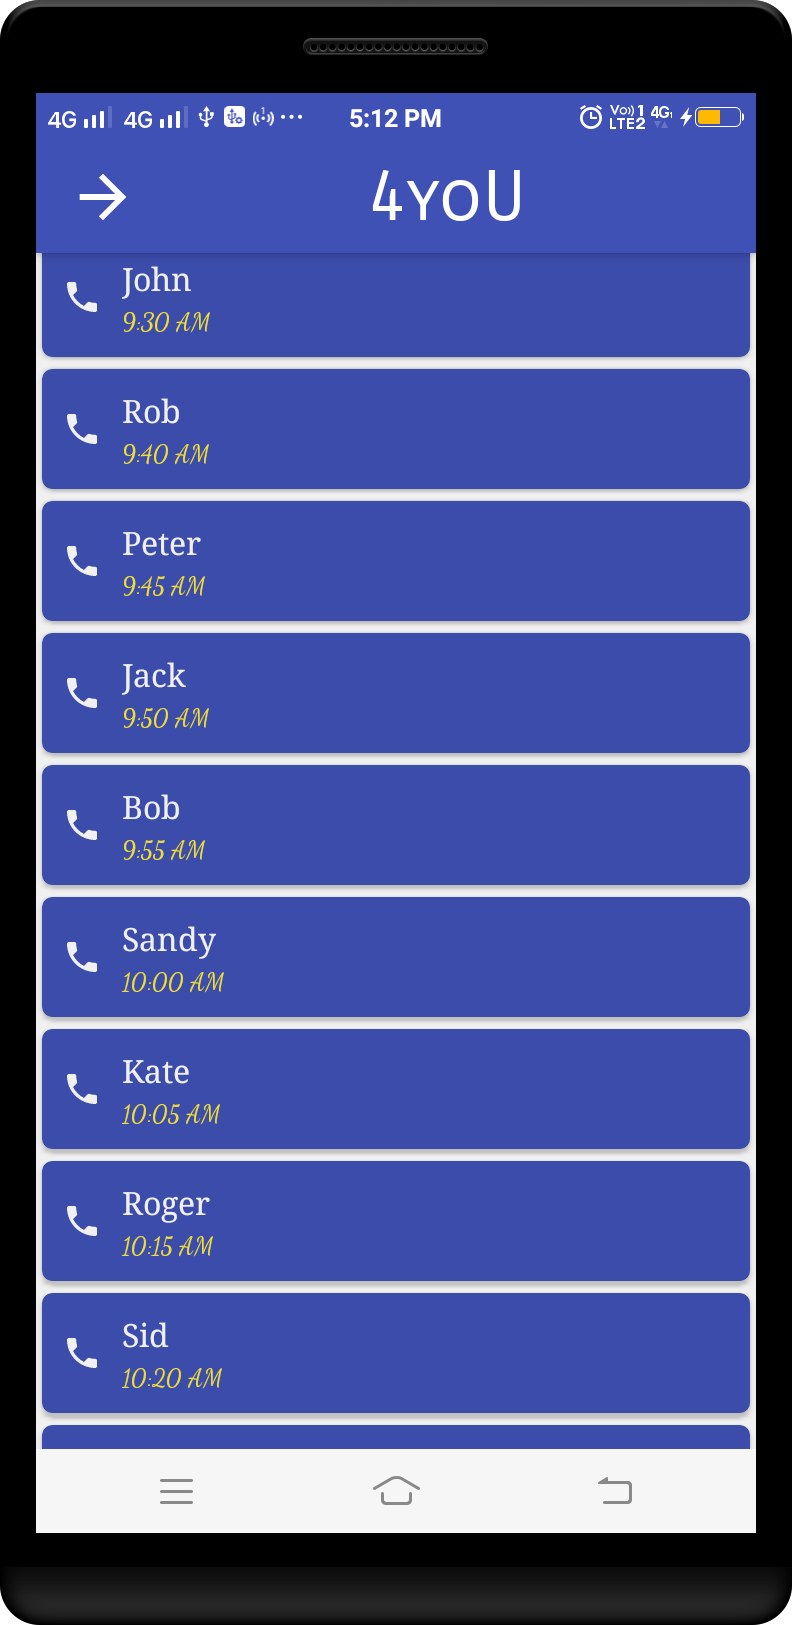 4G 4G 5:12 PM Vo)) 1 LTE2 4G
4YOU
John
9:30 AM
Rob
9:40 AM
Peter
9:45 AM
Jack
9:50 AM
Bob
9:55 AM
Sandy
10:00 AM
Kate
10:05 AM
Roger
10:15 AM
Sid
10:20 AM